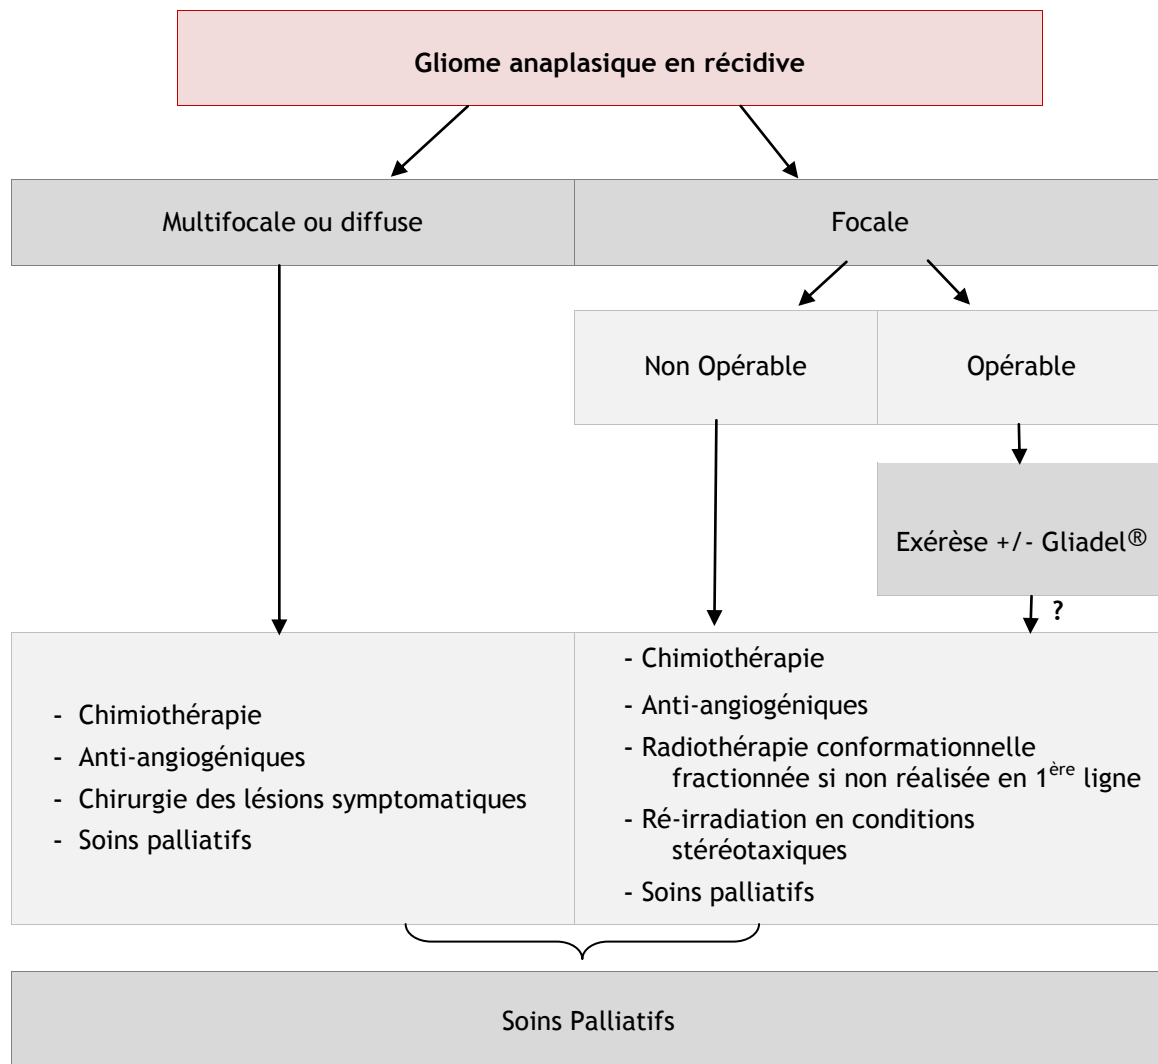 Gliome anaplasique en récidive
Multifocale ou diffuse
Focale
Non Opérable
Opérable
Exérèse +/- Gliadel®
?
- Chimiothérapie
- Anti-angiogéniques
- Chirurgie des lésions symptomatiques
- Soins palliatifs
- Chimiothérapie
- Anti-angiogéniques
- Radiothérapie conformationnelle
fractionnée si non réalisée en 1ère ligne
- Ré-irradiation en conditions
stéréotaxiques
- Soins palliatifs
Soins Palliatifs